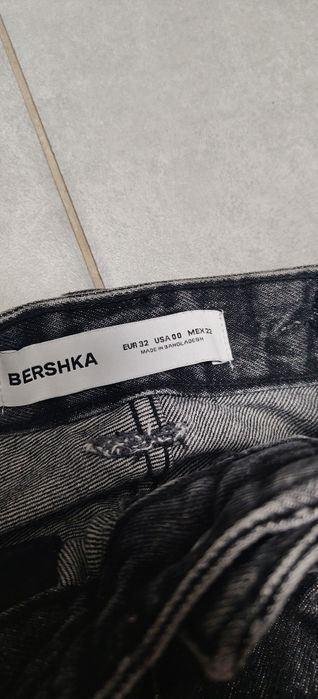 BERSHKA
EUR 32 USA 00 MEX 22
MADE IN BANGLADESH